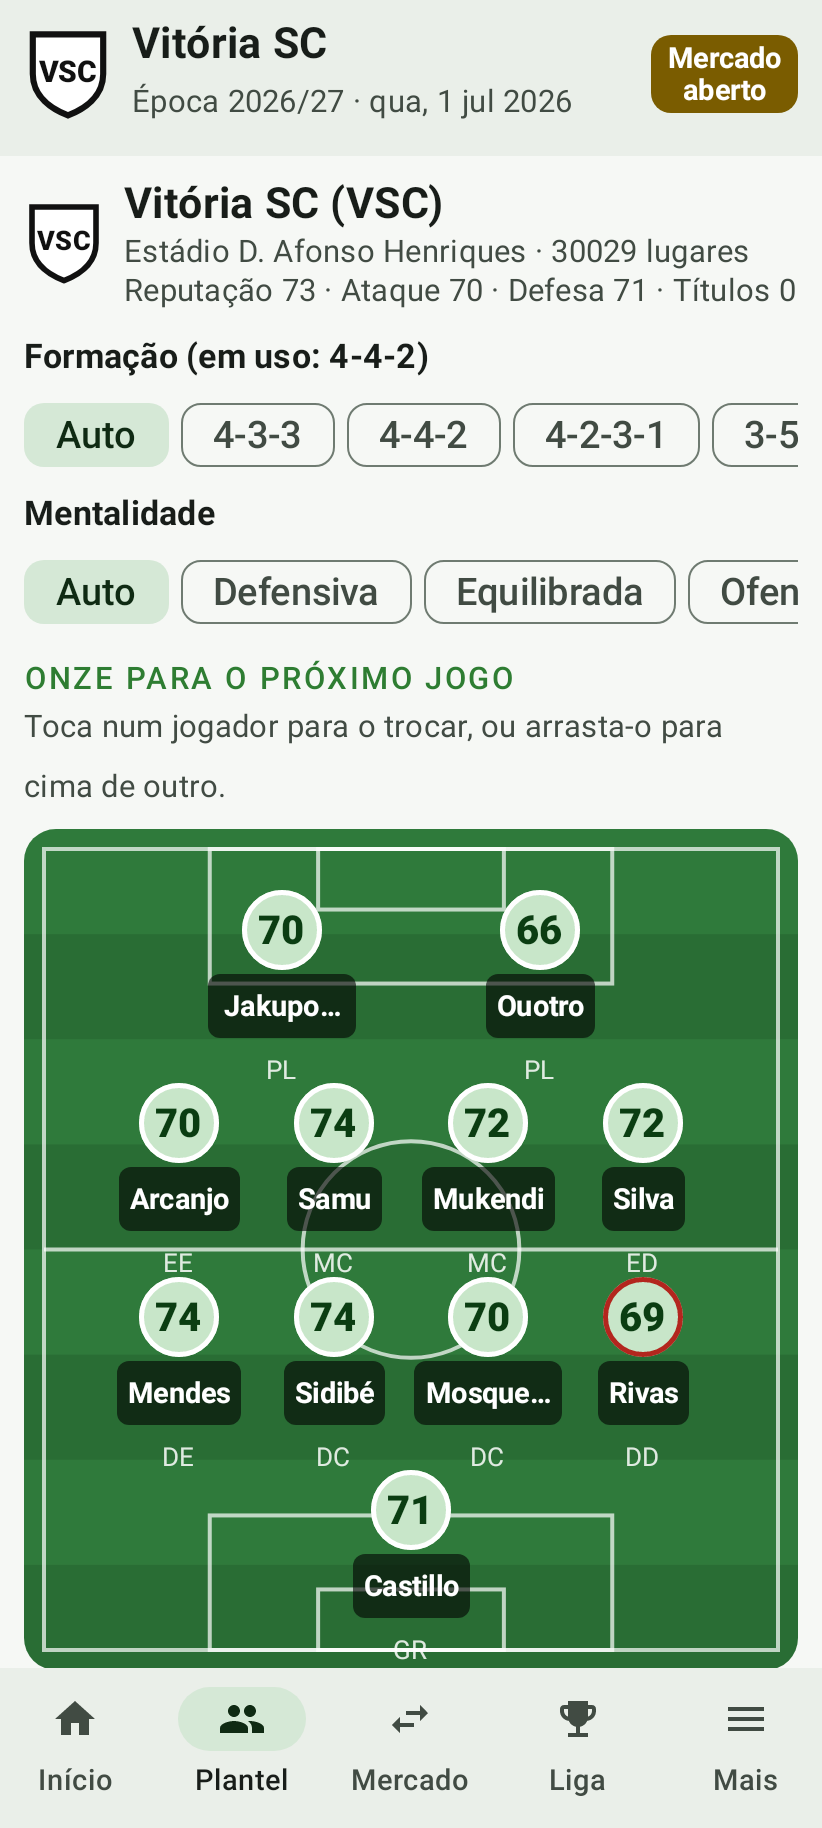 VSC
Vitória SC
Época 2026/27 · qua, 1 jul 2026
Mercado
aberto
VSC
Vitória SC (VSC)
Estádio D. Afonso Henriques · 30029 lugares
Reputação 73 · Ataque 70 · Defesa 71 · Títulos 0
Formação (em uso: 4-4-2)
Auto 4-3-3 4-4-2 4-2-3-1 3-5
Mentalidade
Auto Defensiva Equilibrada Ofen
ONZE PARA O PRÓXIMO JOGO
Toca num jogador para o trocar, ou arrasta-o para
cima de outro.
70 66
Jakupo... Ouotro
PL PL
70 74 72 72
Arcanjo Samu Mukendi Silva
EE MC MC ED
74 74 70 69
Mendes Sidibé Mosque... Rivas
DE DC DC DD
71
Castillo
GR
Início Plantel Mercado Liga Mais